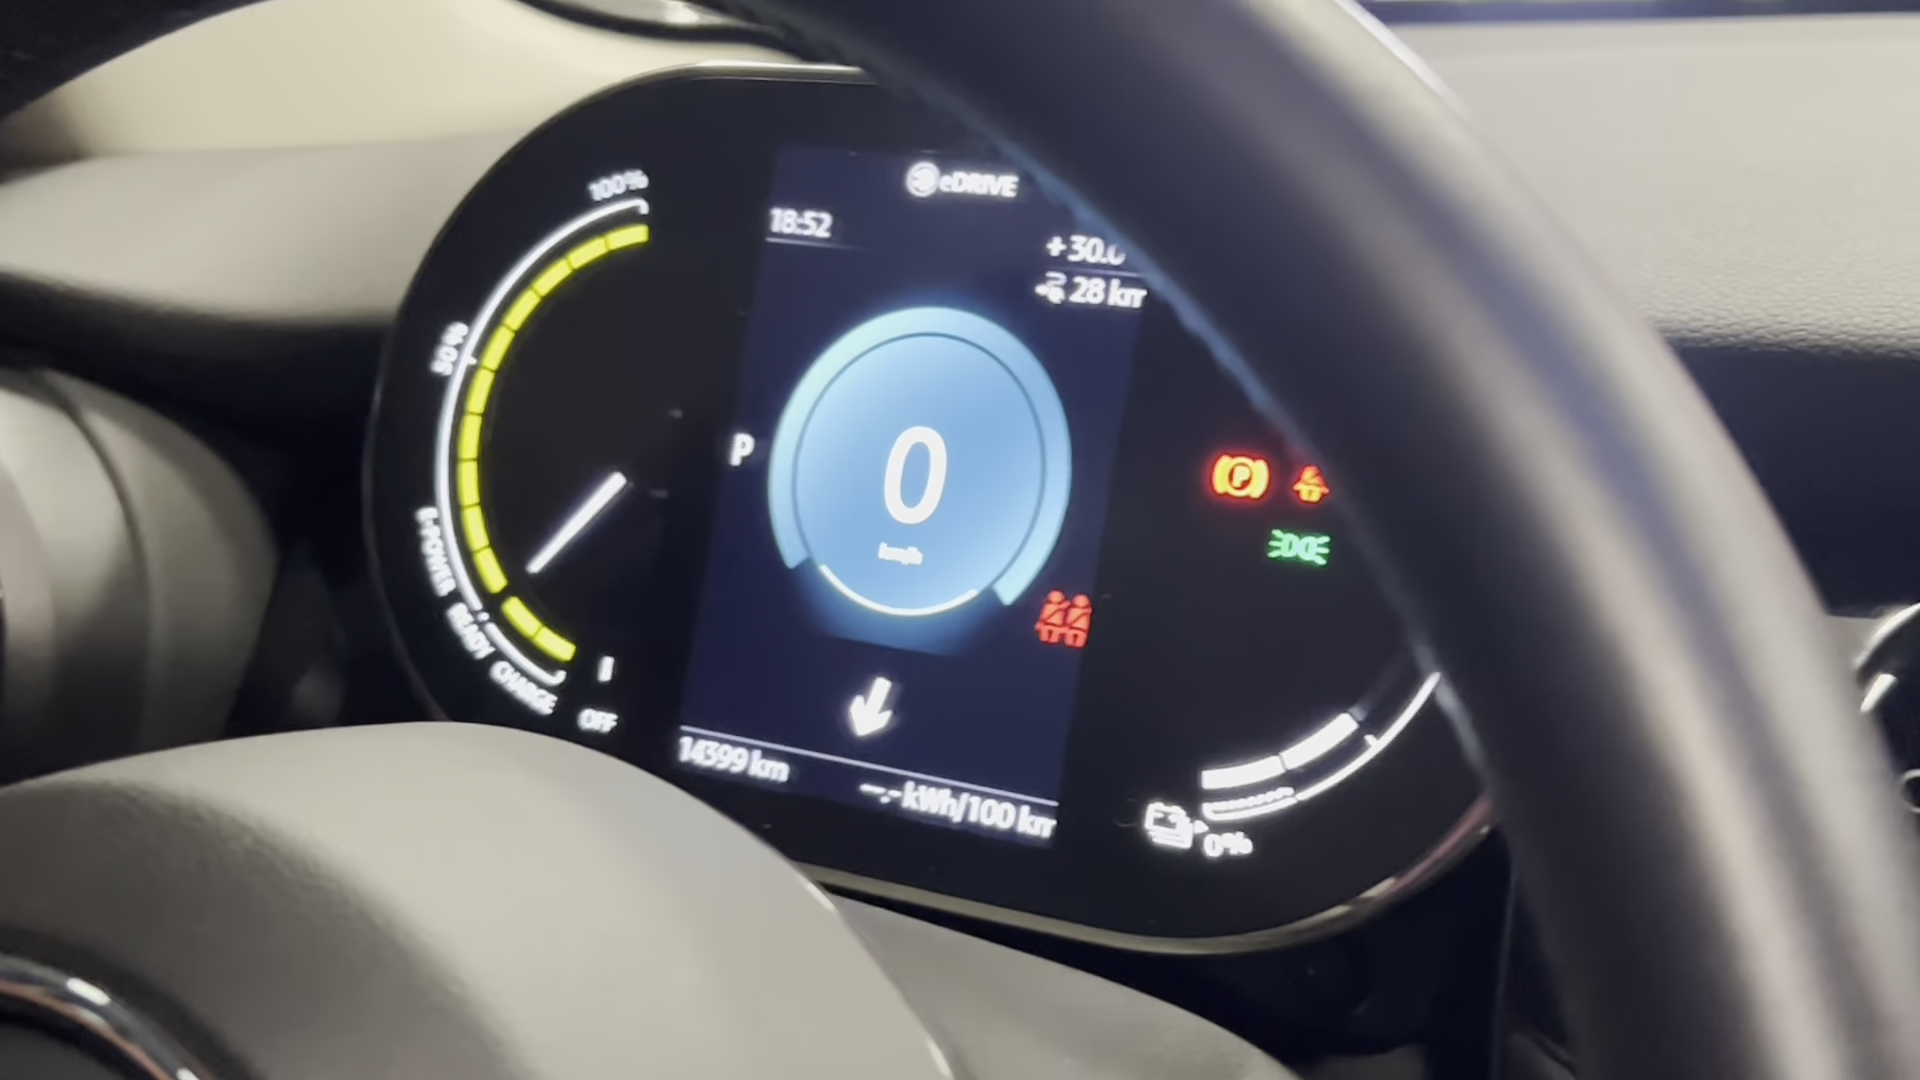 100%
eDRIVE
18:52
+30.0
28 km
50%
P
0
km/h
E-POWER
READY
CHARGE
OFF
14399 km
--.- kWh/100 km
0%